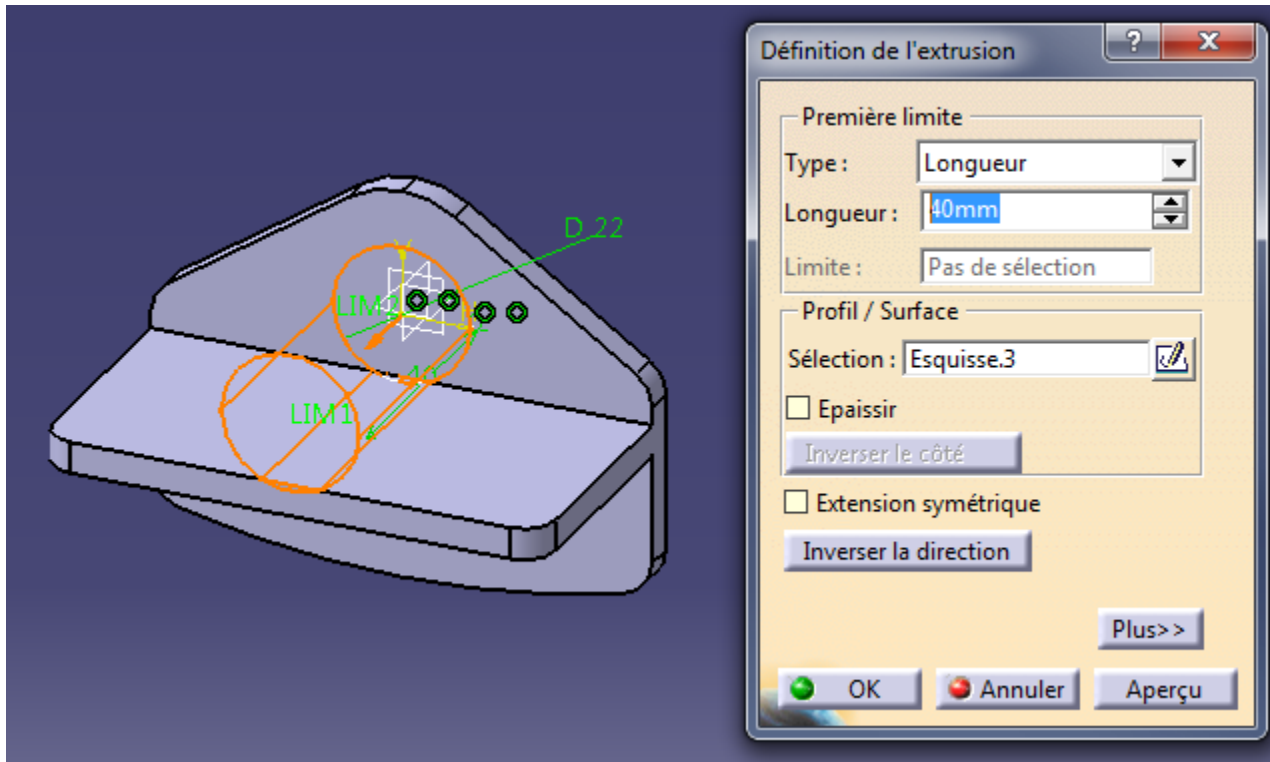 D 22
LIM2
40
LIM1
Définition de l'extrusion
?
X
Première limite
Type : Longueur
Longueur : 40mm
Limite : Pas de sélection
Profil / Surface
Sélection : Esquisse.3
Epaissir
Inverser le côté
Extension symétrique
Inverser la direction
Plus>>
OK Annuler Aperçu